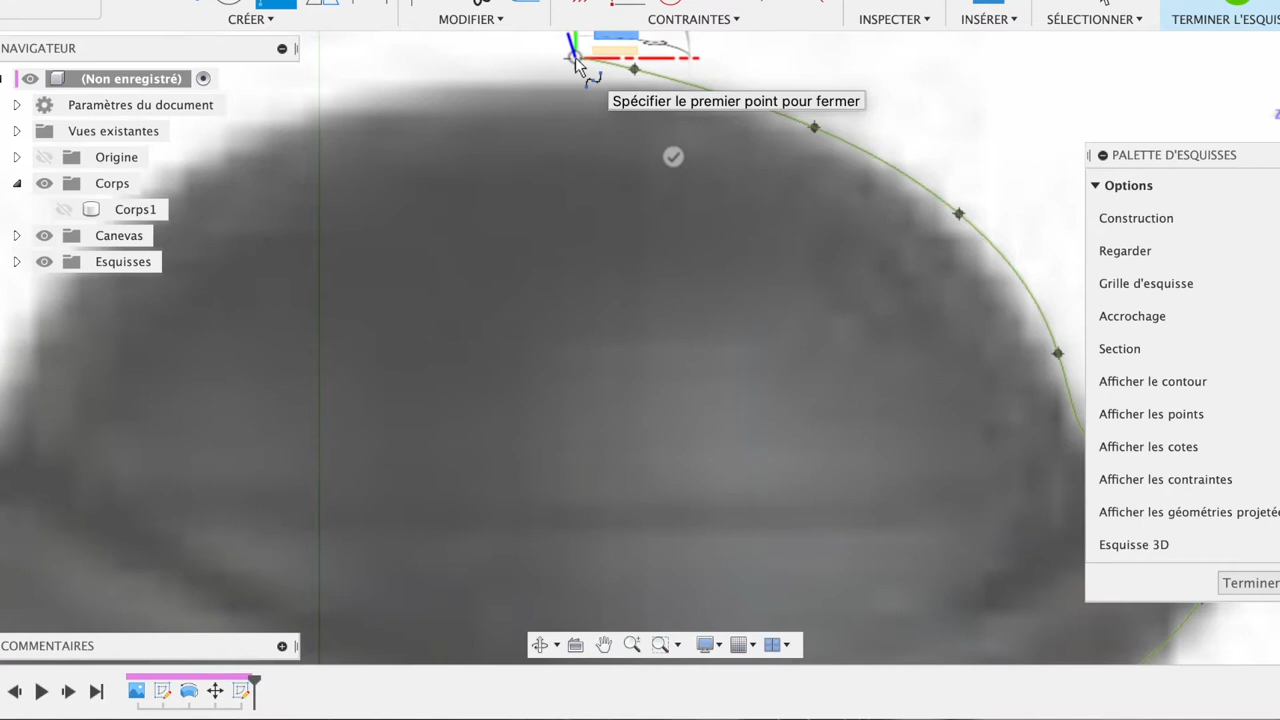 CRÉER
MODIFIER
CONTRAINTES
INSPECTER
INSÉRER
SÉLECTIONNER
TERMINER L'ESQUIS
NAVIGATEUR
(Non enregistré)
Paramètres du document
Vues existantes
Origine
Corps
Corps1
Canevas
Esquisses
Spécifier le premier point pour fermer
PALETTE D'ESQUISSES
Options
Construction
Regarder
Grille d'esquisse
Accrochage
Section
Afficher le contour
Afficher les points
Afficher les cotes
Afficher les contraintes
Afficher les géométries projetée
Esquisse 3D
Terminer
COMMENTAIRES